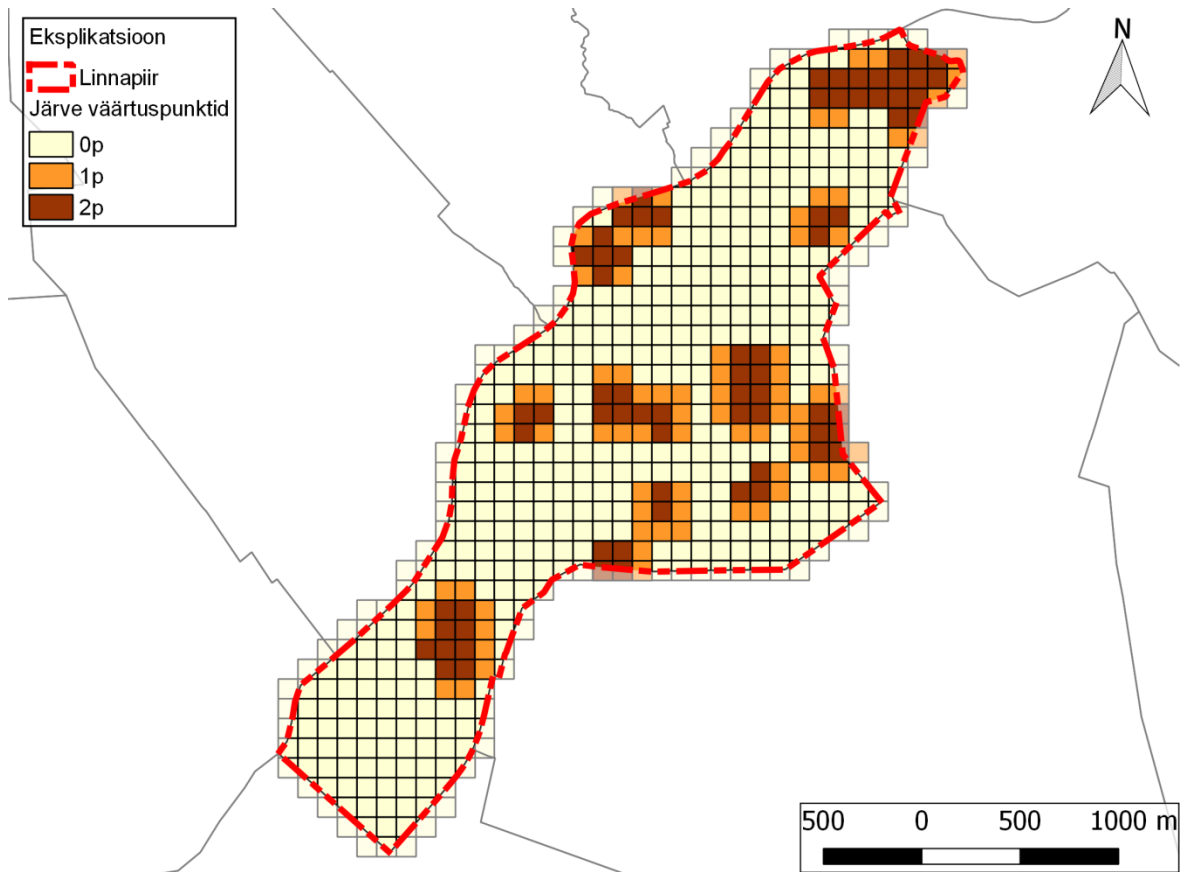 Eksplikatsioon
Linnapiir
Järve väärtuspunktid
0p
1p
2p
N
500 0 500 1000 m